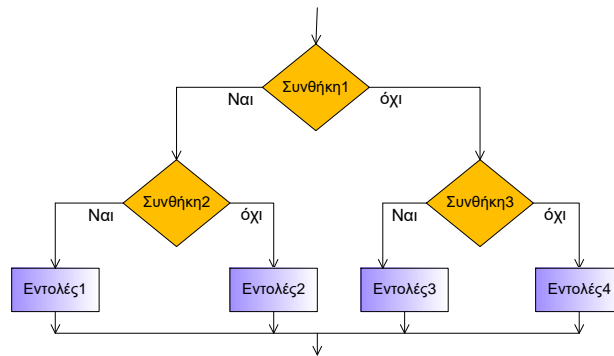 Συνθήκη1
Ναι
όχι
Συνθήκη2
Συνθήκη3
Ναι
όχι
Ναι
όχι
Εντολές1
Εντολές2
Εντολές3
Εντολές4